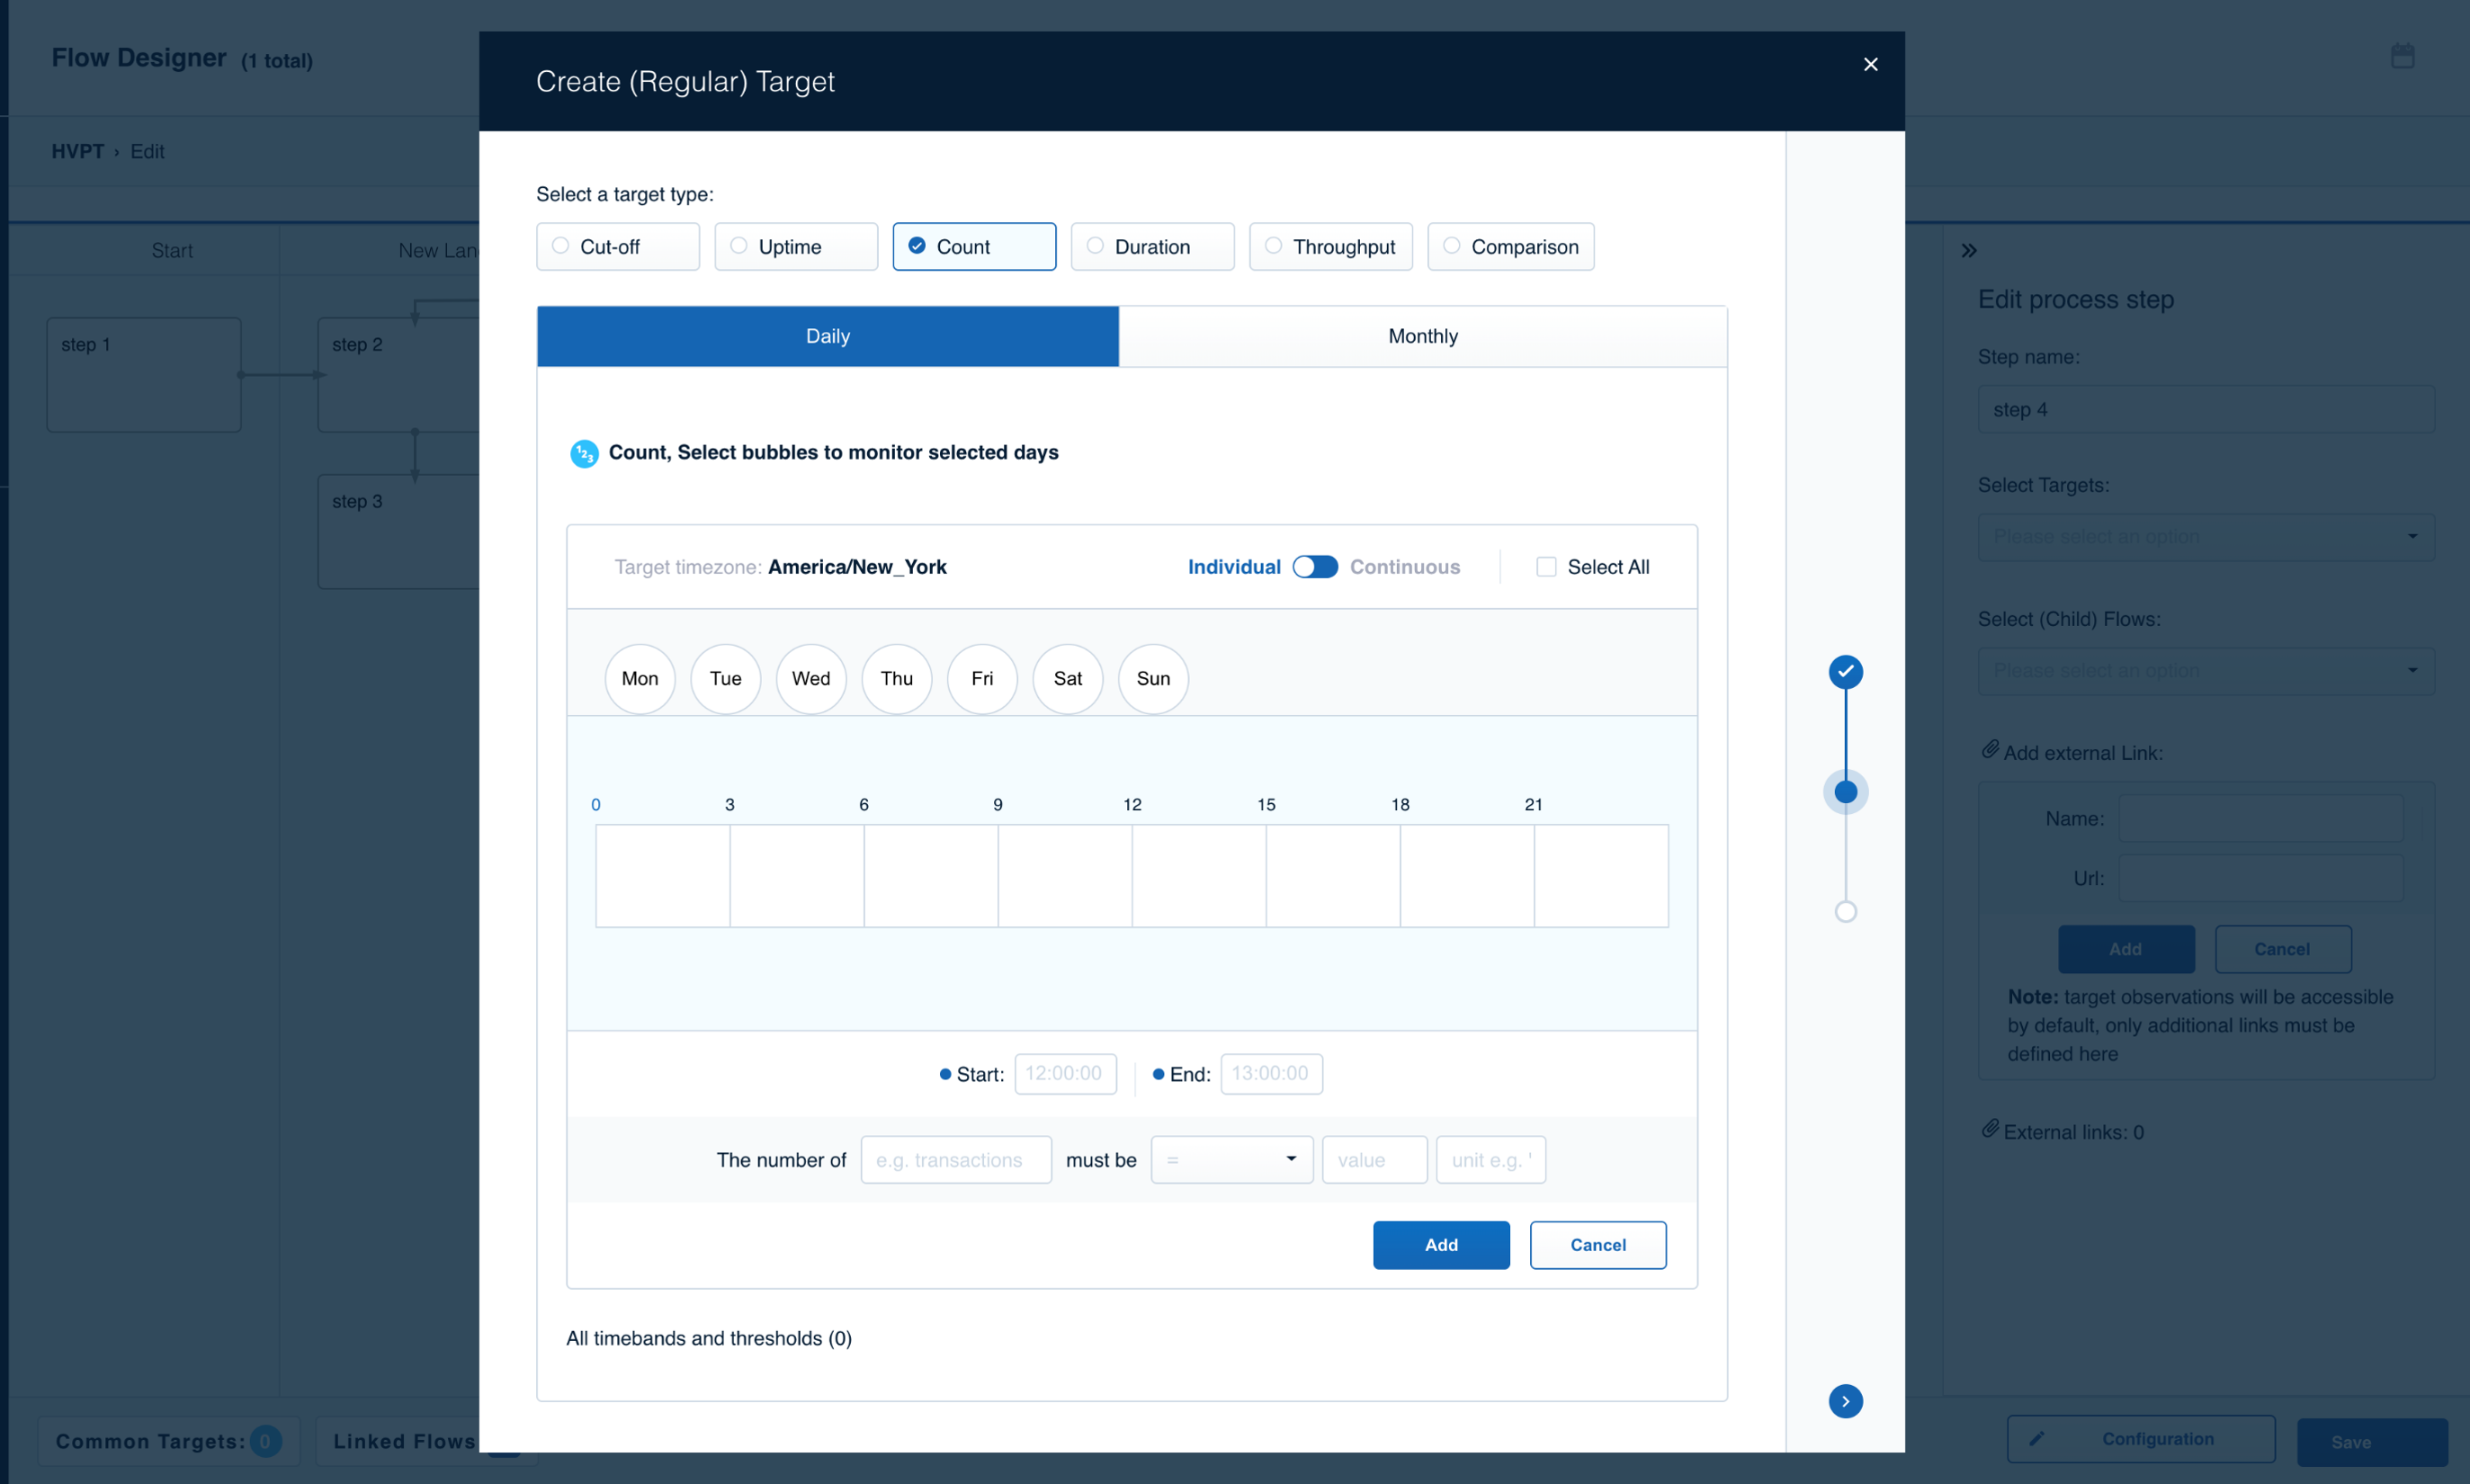 Flow Designer (1 total)
HVPT › Edit
Start
New Lan
step 1
step 2
step 3
Create (Regular) Target
Select a target type:
Cut-off
Uptime
Count
Duration
Throughput
Comparison
Daily
Monthly
123
Count, Select bubbles to monitor selected days
Target timezone: America/New_York
Individual
Continuous
Select All
Mon
Tue
Wed
Thu
Fri
Sat
Sun
0
3
6
9
12
15
18
21
Start: 12:00:00
End: 13:00:00
The number of e.g. transactions must be = value unit e.g. '
Add
Cancel
All timebands and thresholds (0)
Edit process step
Step name:
step 4
Select Targets:
Please select an option
Select (Child) Flows:
Please select an option
Add external Link:
Name:
Url:
Add
Cancel
Note: target observations will be accessible
by default, only additional links must be
defined here
External links: 0
Common Targets: 0
Linked Flows
Configuration
Save